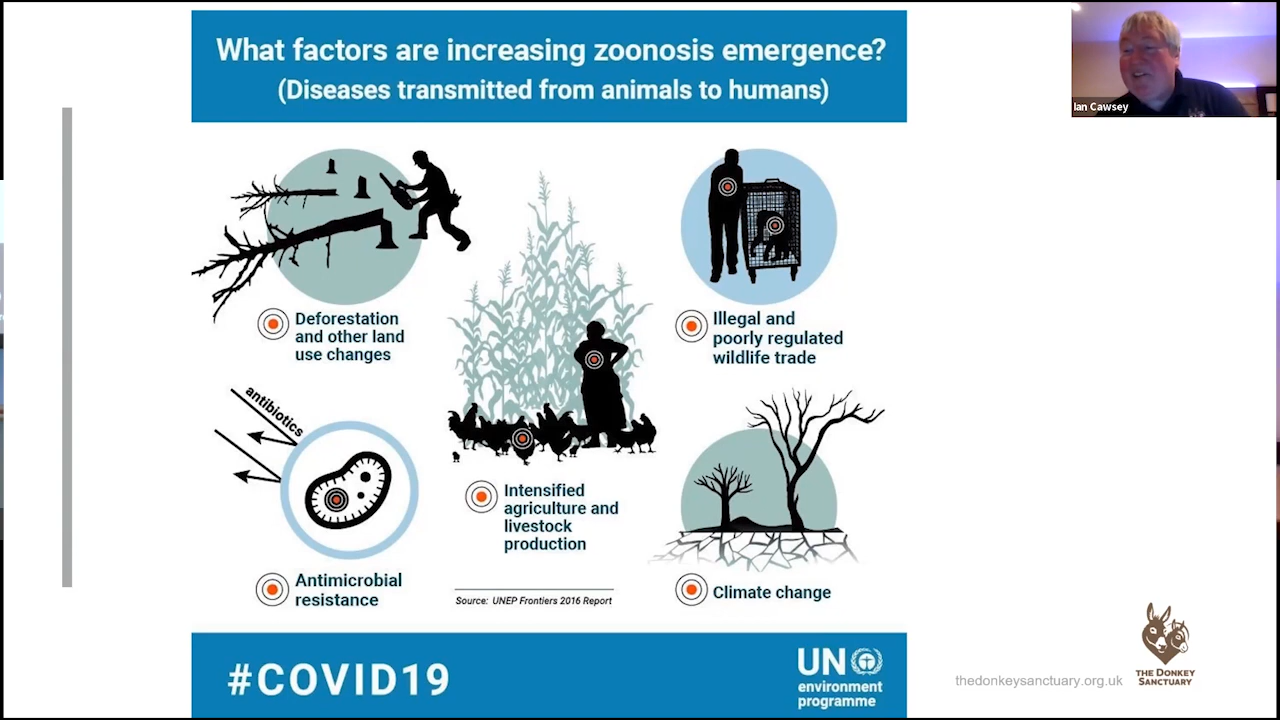 What factors are increasing zoonosis emergence?
(Diseases transmitted from animals to humans)
Ian Cawsey
Deforestation
and other land
use changes
Illegal and
poorly regulated
wildlife trade
antibiotics
Intensified
agriculture and
livestock
production
Antimicrobial
resistance
Climate change
Source: UNEP Frontiers 2016 Report
#COVID19
UN
environment
programme
thedonkeysanctuary.org.uk
THE DONKEY
SANCTUARY